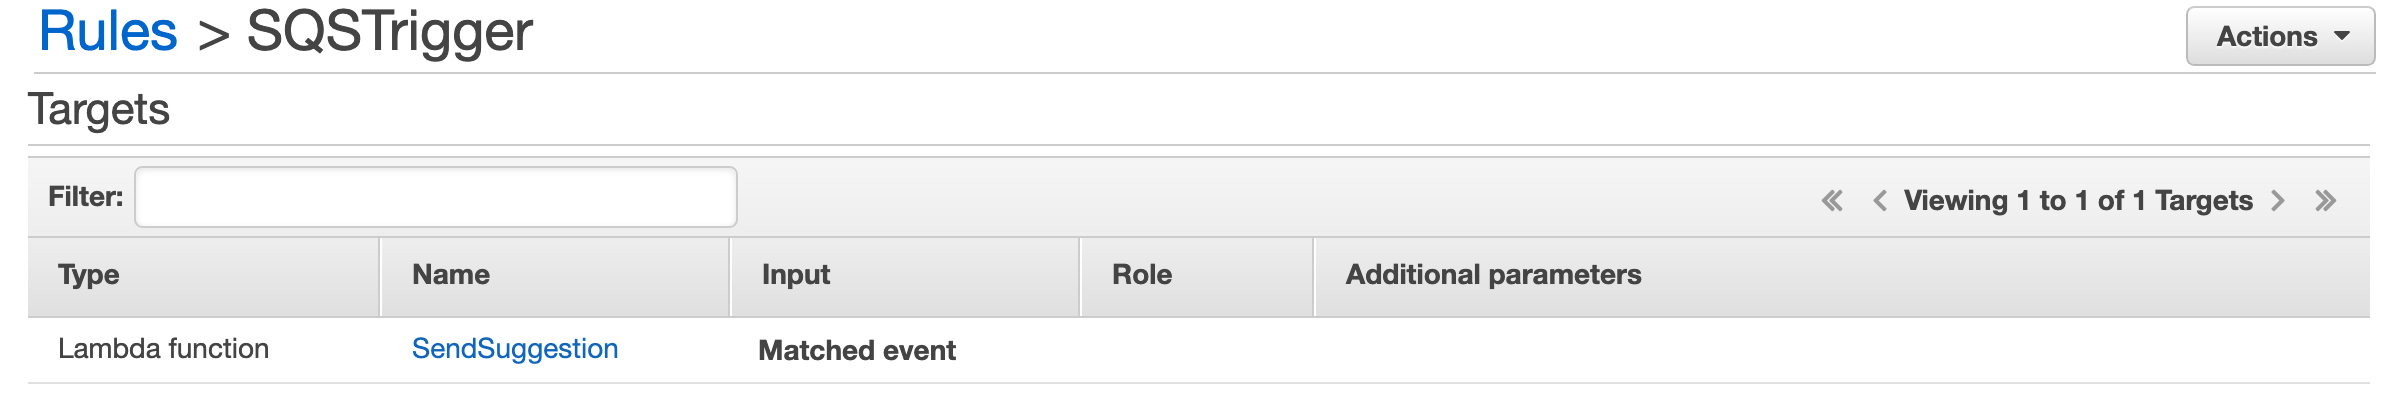 Rules > SQSTrigger
Actions
Targets
Filter:
Viewing 1 to 1 of 1 Targets
Type Name Input Role Additional parameters
Lambda function SendSuggestion Matched event